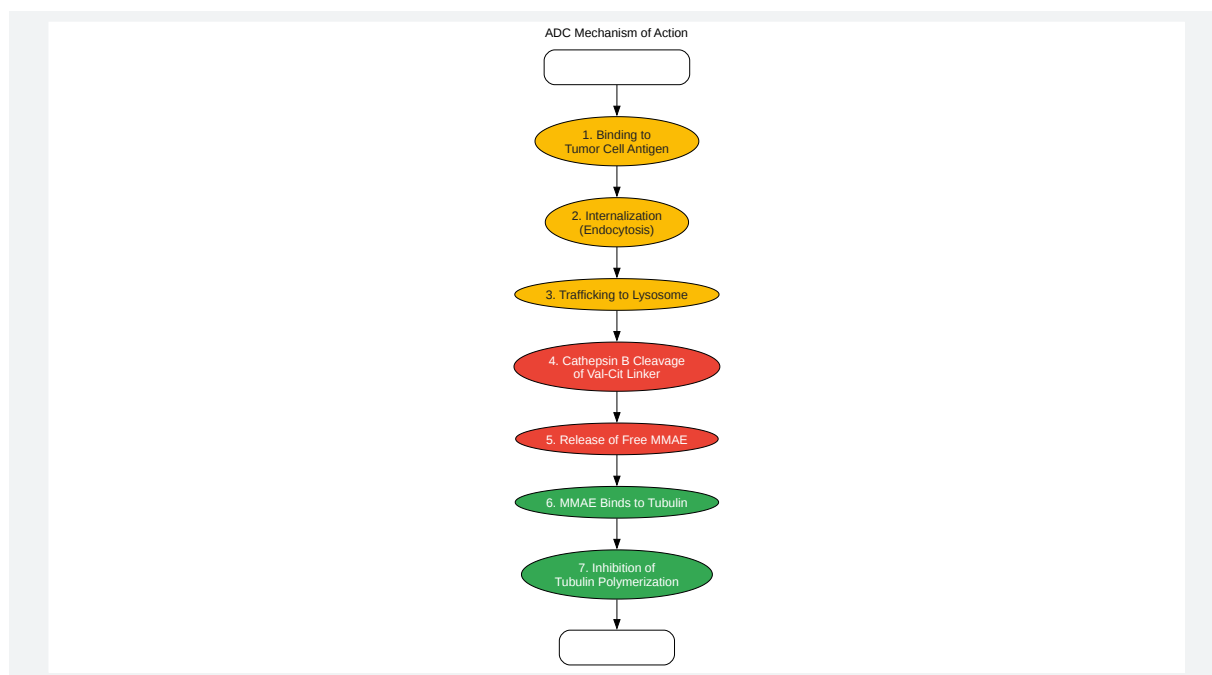 ADC Mechanism of Action
1. Binding to
Tumor Cell Antigen
2. Internalization
(Endocytosis)
3. Trafficking to Lysosome
4. Cathepsin B Cleavage
of Val-Cit Linker
5. Release of Free MMAE
6. MMAE Binds to Tubulin
7. Inhibition of
Tubulin Polymerization